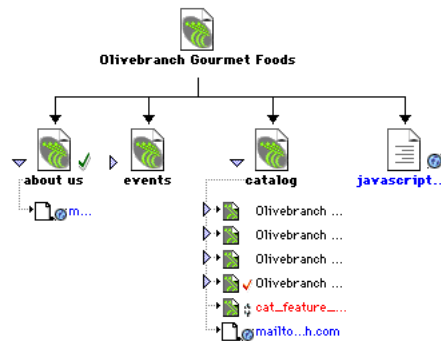 Olivebranch Gourmet Foods
about us
events
catalog
javascript...
m...
Olivebranch ...
Olivebranch ...
Olivebranch ...
Olivebranch ...
cat_feature_...
mailto...h.com